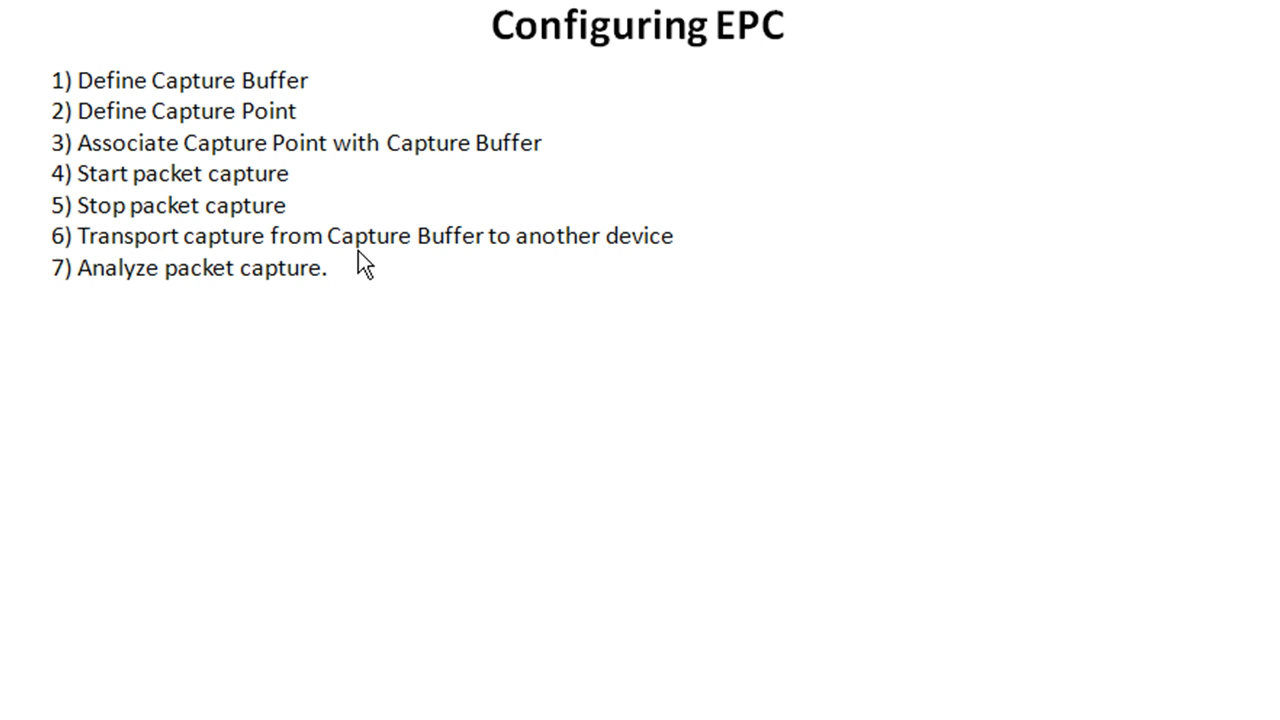 Configuring EPC
1) Define Capture Buffer
2) Define Capture Point
3) Associate Capture Point with Capture Buffer
4) Start packet capture
5) Stop packet capture
6) Transport capture from Capture Buffer to another device
7) Analyze packet capture.